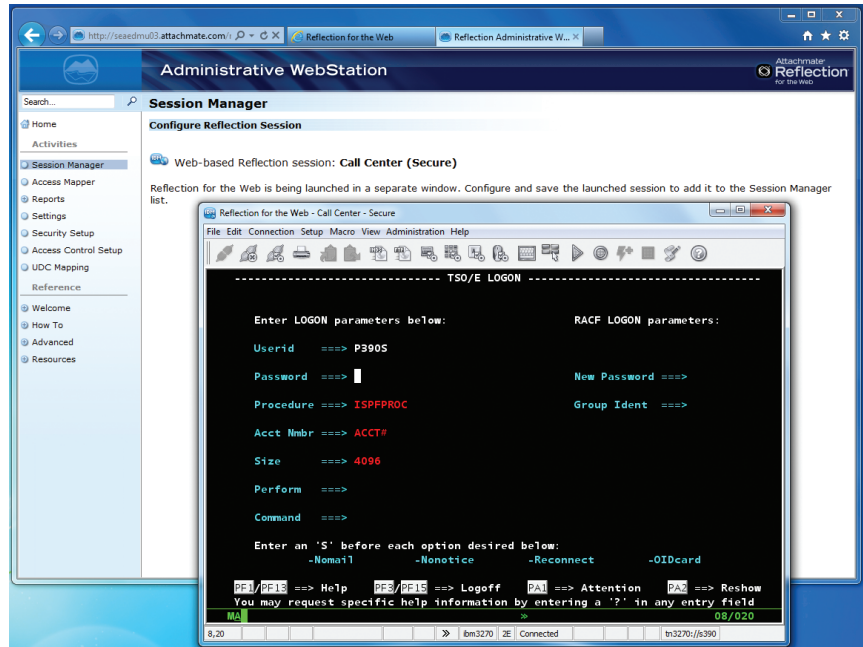 http://seaedmu03.attachmate.com/r
Reflection for the Web
Reflection Administrative W...
Administrative WebStation
Attachmate
Reflection
for the Web
Search...
Home
Activities
Session Manager
Access Mapper
Reports
Settings
Security Setup
Access Control Setup
UDC Mapping
Reference
Welcome
How To
Advanced
Resources
Session Manager
Configure Reflection Session
Web-based Reflection session: Call Center (Secure)
Reflection for the Web is being launched in a separate window. Configure and save the launched session to add it to the Session Manager
list.
Reflection for the Web - Call Center - Secure
File Edit Connection Setup Macro View Administration Help
------------------------------- TSO/E LOGON -----------------------------------
Enter LOGON parameters below: RACF LOGON parameters:
Userid ===> P390S
Password ===> New Password ===>
Procedure ===> ISPFPROC Group Ident ===>
Acct Nmbr ===> ACCT#
Size ===> 4096
Perform ===>
Command ===>
Enter an 'S' before each option desired below:
-Nomail -Nonotice -Reconnect -OIDcard
PF1/PF13 ==> Help PF3/PF15 ==> Logoff PA1 ==> Attention PA2 ==> Reshow
You may request specific help information by entering a '?' in any entry field
MA » 08/020
8,20 » ibm3270 2E Connected tn3270://s390